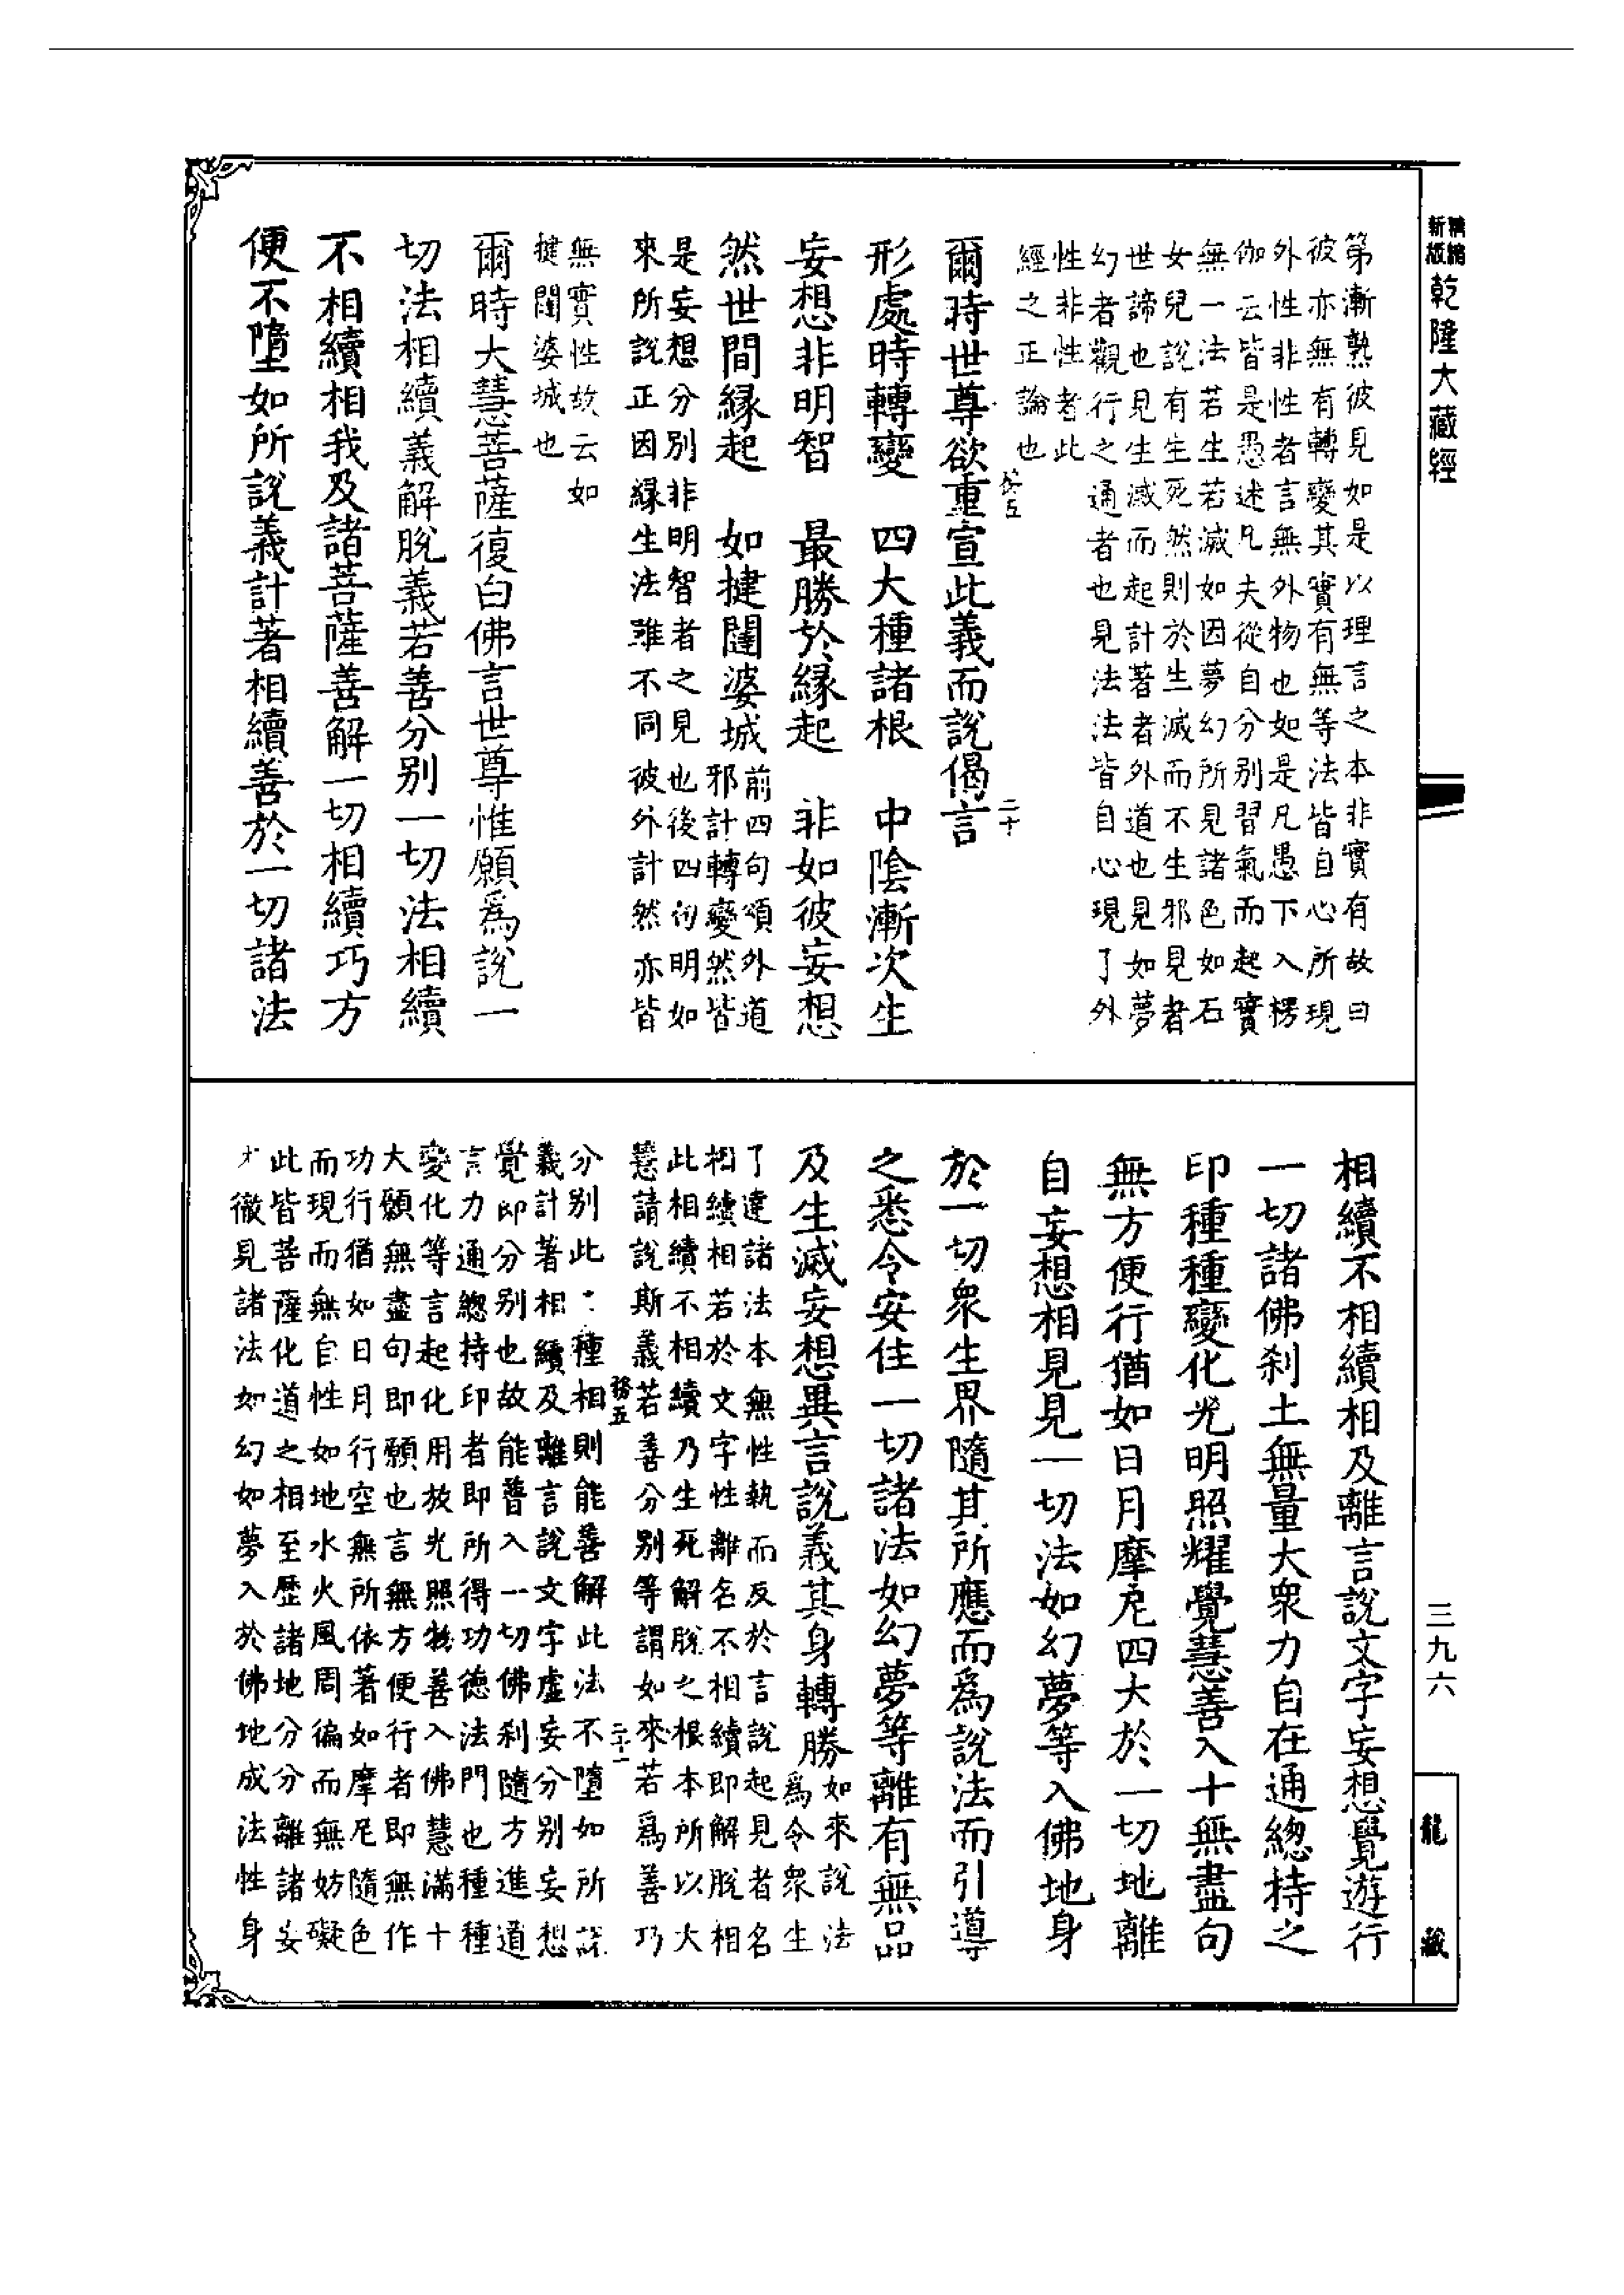 精編新版
乾隆大藏經
第漸熟彼見如是以理言之本非實有故曰
彼亦無有轉變其實有無等法皆自心所現
外性非性者言無外物也如是凡愚下入楞
伽云皆是愚迷凡夫從自分別習氣而起實
無一法若生若滅如因夢幻所見諸色如石
女兒說有生死然則於生滅而不生邪見者
世諦也見生滅而起計著者外道也見如夢
幻者觀行之通者也見法法皆自心現了外
性非性者此
經之正論也
爾時世尊欲重宣此義而說偈言
務五
二十
形處時轉變　四大種諸根　中陰漸次生
妄想非明智　最勝於緣起　非如彼妄想
然世間緣起　如揵闥婆城
前四句頌外道
邪計轉變然皆
是妄想分別非明智者之見也後四句明如
來所說正因緣生法雖不同彼外計然亦皆
無實性故云如
揵闥婆城也
爾時大慧菩薩復白佛言世尊惟願為說一
切法相續義解脫義若善分別一切法相續
不相續相我及諸菩薩善解一切相續巧方
便不墮如所說義計著相續善於一切諸法
相續不相續相及離言說文字妄想覺遊行
一切諸佛刹土無量大眾力自在通總持之
印種種變化光明照耀覺慧善入十無盡句
無方便行猶如日月摩尼四大於一切地離
自妄想相見見一切法如幻夢等入佛地身
於一切眾生界隨其所應而為說法而引導
之悉令安住一切諸法如幻夢等離有無品
及生滅妄想異言說義其身轉勝
如來說法
為令眾生
了達諸法本無性執而反於言說起見者名
相續相若於文字性離名不相續即解脫相
此相續不相續乃生死解脫之根本所以大
慧請說斯義若善分別等謂如來若為善巧
務五
二十一
分別此二種相則能善解此法不墮如所說
義計著相續及離言說文字虛妄分別妄想
覺即分別也故能普入一切佛刹隨方進道
言力通總持印者即所得功德法門也種種
變化等言起化用放光照物善入佛慧滿十
大願無盡句即願也言無方便行者即無作
功行猶如日月行空無所依著如摩尼隨色
而現而無自性如地水火風周徧而無妨礙
此皆菩薩化道之相至歷諸地分分離諸妄
才徹見諸法如幻如夢入於佛地成法性身
三九六
龍藏